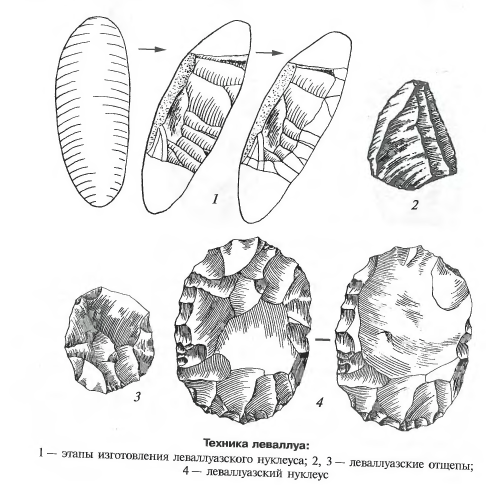 1
2
3
4
Техника леваллуа:
1 — этапы изготовления леваллуазского нуклеуса; 2, 3 — леваллуазские отщепы;
4 — леваллуазский нуклеус